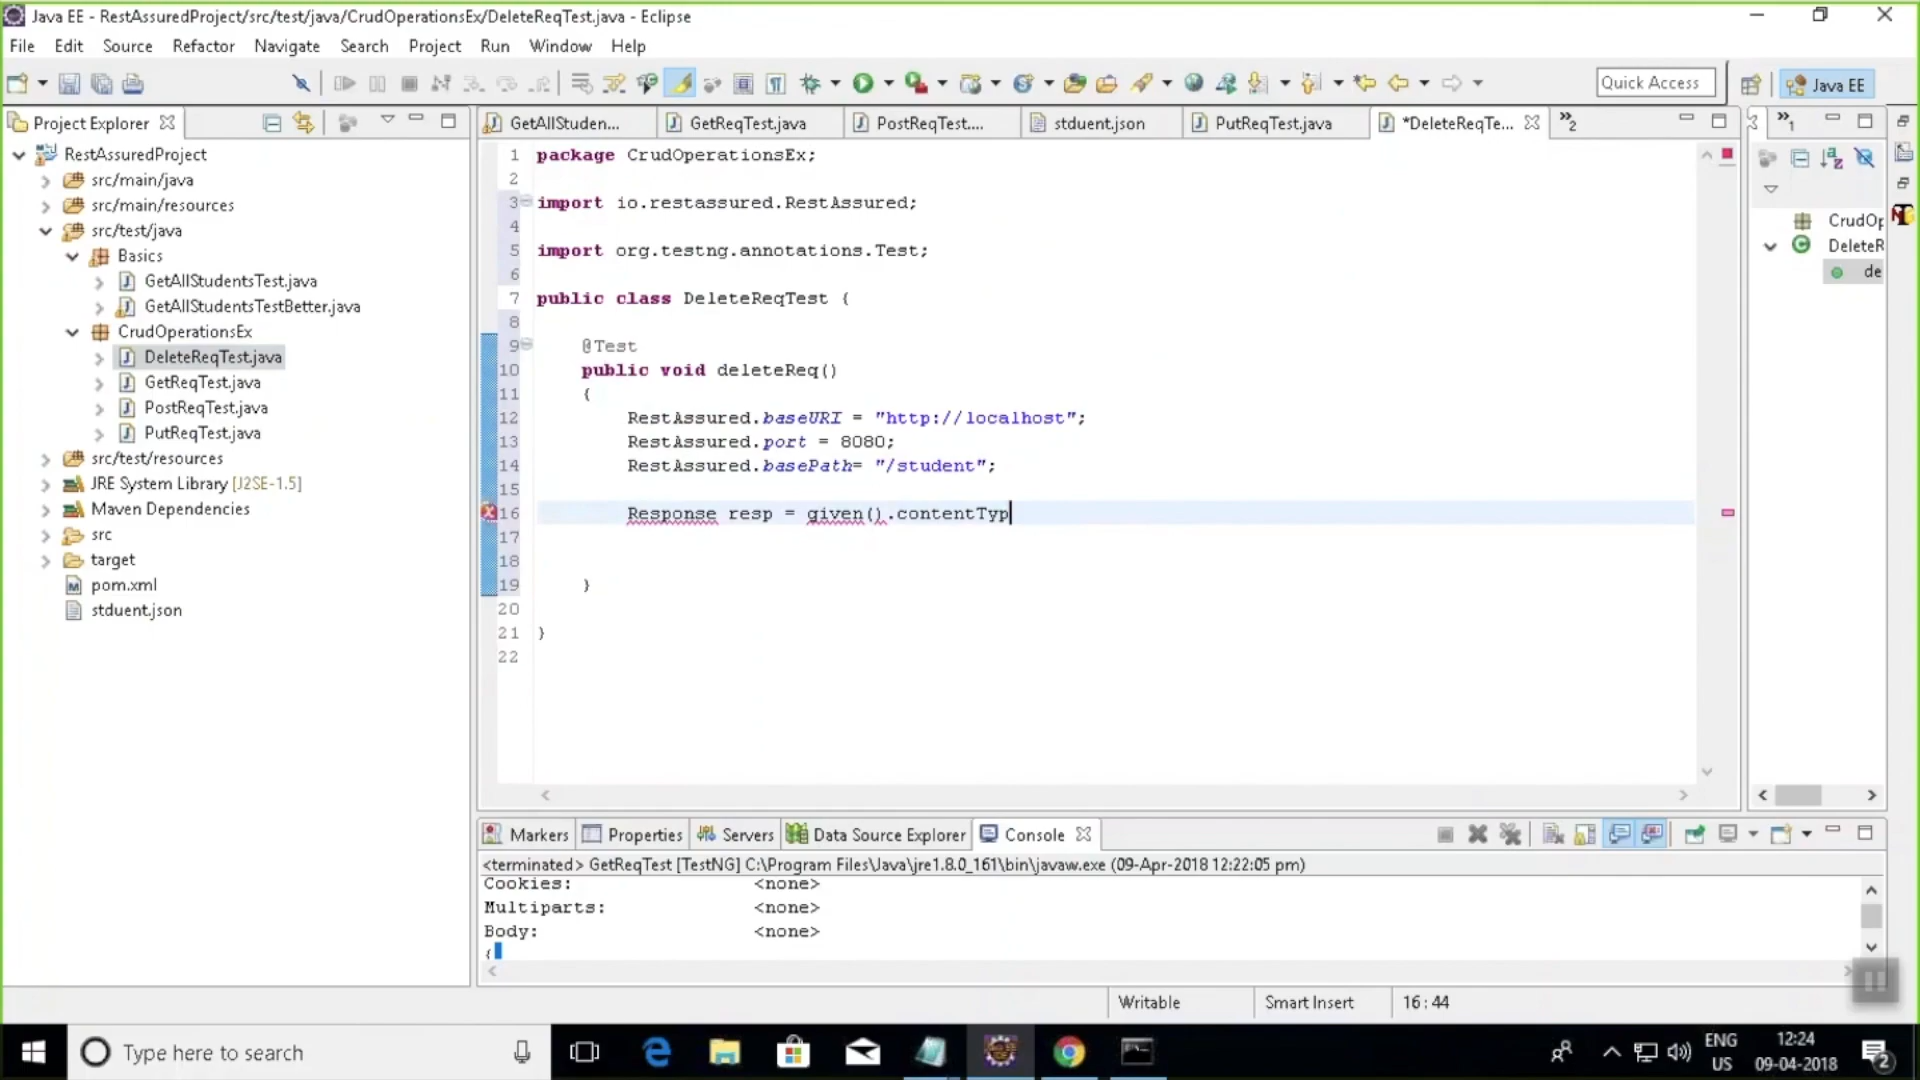 Java EE - RestAssuredProject/src/test/java/CrudOperationsEx/DeleteReqTest.java - Eclipse
File Edit Source Refactor Navigate Search Project Run Window Help
Quick Access
Java EE
Project Explorer
RestAssuredProject
src/main/java
src/main/resources
src/test/java
Basics
GetAllStudentsTest.java
GetAllStudentsTestBetter.java
CrudOperationsEx
DeleteReqTest.java
GetReqTest.java
PostReqTest.java
PutReqTest.java
src/test/resources
JRE System Library [J2SE-1.5]
Maven Dependencies
src
target
pom.xml
stduent.json
GetAllStuden... GetReqTest.java PostReqTest.... stduent.json PutReqTest.java *DeleteReqTe... »2
1 package CrudOperationsEx;
2
3 import io.restassured.RestAssured;
4
5 import org.testng.annotations.Test;
6
7 public class DeleteReqTest {
8
9 @Test
10 public void deleteReq()
11 {
12 RestAssured.baseURI = "http://localhost";
13 RestAssured.port = 8080;
14 RestAssured.basePath= "/student";
15
16 Response resp = given().contentTyp
17
18
19 }
20
21 }
22
»1
CrudOp
DeleteR
de
Markers Properties Servers Data Source Explorer Console
<terminated> GetReqTest [TestNG] C:\Program Files\Java\jre1.8.0_161\bin\javaw.exe (09-Apr-2018 12:22:05 pm)
Cookies: <none>
Multiparts: <none>
Body: <none>
{
Writable Smart Insert 16 : 44
Type here to search
ENG
US
12:24
09-04-2018
2